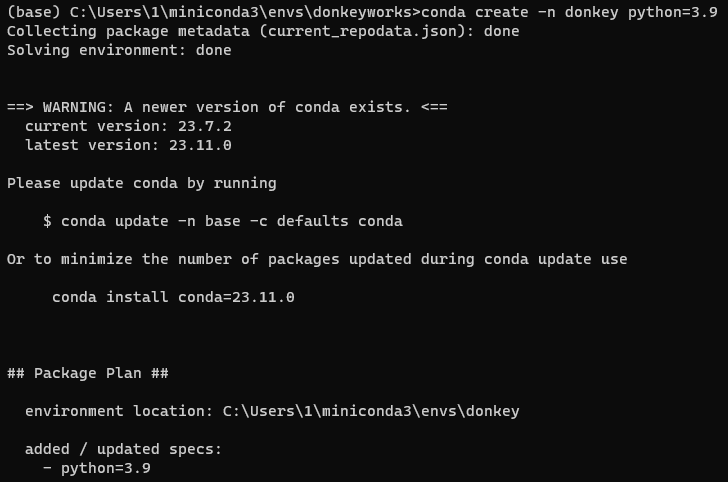 (base) C:\Users\1\miniconda3\envs\donkeyworks>conda create -n donkey python=3.9
Collecting package metadata (current_repodata.json): done
Solving environment: done
==> WARNING: A newer version of conda exists. <==
current version: 23.7.2
latest version: 23.11.0
Please update conda by running
$ conda update -n base -c defaults conda
Or to minimize the number of packages updated during conda update use
conda install conda=23.11.0
## Package Plan ##
environment location: C:\Users\1\miniconda3\envs\donkey
added / updated specs:
- python=3.9